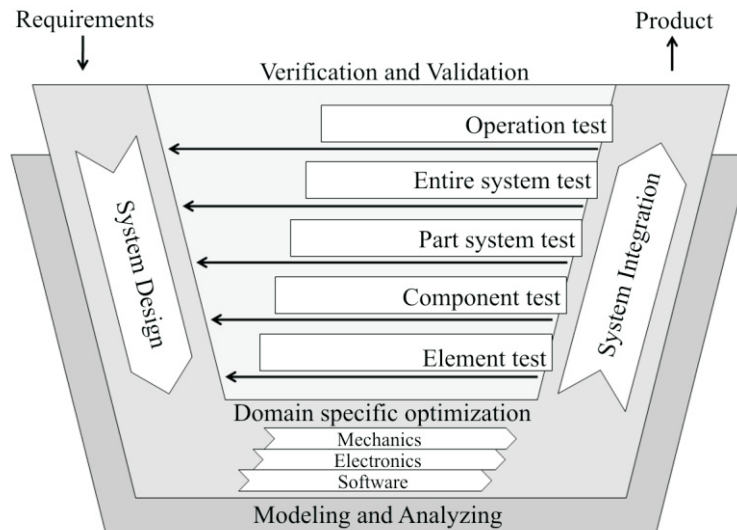 Requirements
Product
Verification and Validation
Operation test
Entire system test
Part system test
Component test
Element test
System Design
System Integration
Domain specific optimization
Mechanics
Electronics
Software
Modeling and Analyzing